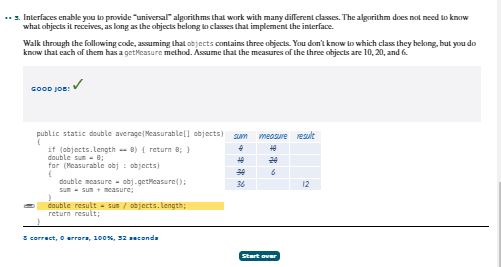 •• 3. Interfaces enable you to provide “universal” algorithms that work with many different classes. The algorithm does not need to know
what objects it receives, as long as the objects belong to classes that implement the interface.
Walk through the following code, assuming that objects contains three objects. You don't know to which class they belong, but you do
know that each of them has a getMeasure method. Assume that the measures of the three objects are 10, 20, and 6.
GOOD JOB! ✓
public static double average(Measurable[] objects)
{
if (objects.length == 0) { return 0; }
double sum = 0;
for (Measurable obj : objects)
{
double measure = obj.getMeasure();
sum = sum + measure;
}
double result = sum / objects.length;
return result;
}
sum measure result
0 10
10 20
30 6
36 12
8 correct, 0 errors, 100%, 32 seconds
Start over